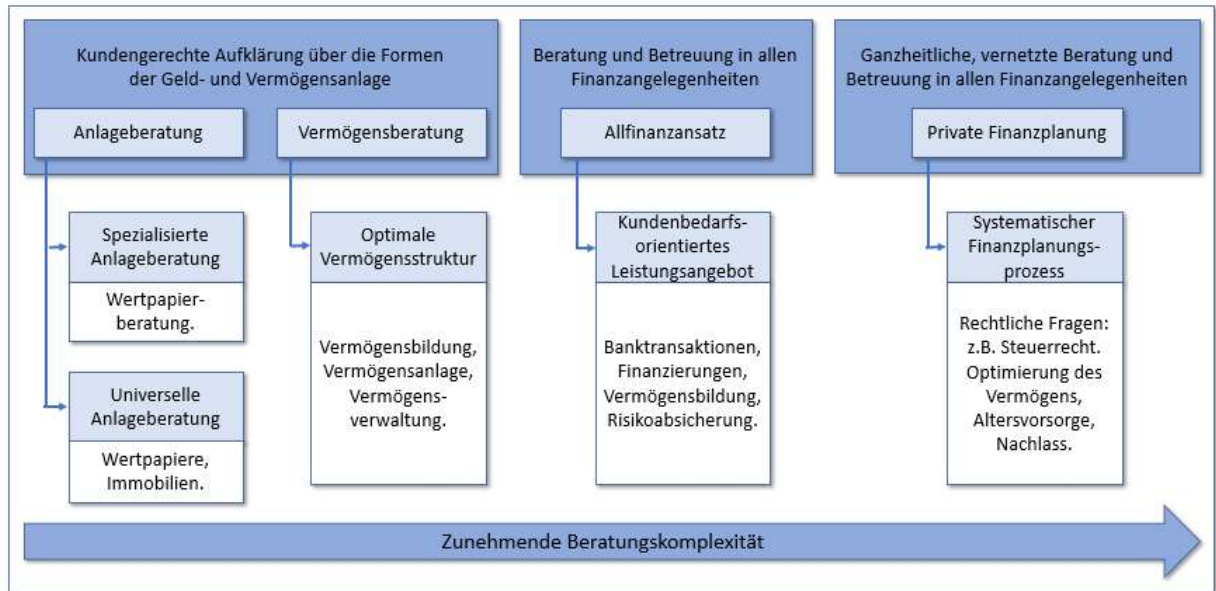 Kundengerechte Aufklärung über die Formen
der Geld- und Vermögensanlage
Anlageberatung
Vermögensberatung
Beratung und Betreuung in allen
Finanzangelegenheiten
Allfinanzansatz
Ganzheitliche, vernetzte Beratung und
Betreuung in allen Finanzangelegenheiten
Private Finanzplanung
Spezialisierte
Anlageberatung
Wertpapier-
beratung.
Universelle
Anlageberatung
Wertpapiere,
Immobilien.
Optimale
Vermögensstruktur
Vermögensbildung,
Vermögensanlage,
Vermögens-
verwaltung.
Kundenbedarfs-
orientiertes
Leistungsangebot
Banktransaktionen,
Finanzierungen,
Vermögensbildung,
Risikoabsicherung.
Systematischer
Finanzplanungs-
prozess
Rechtliche Fragen:
z.B. Steuerrecht.
Optimierung des
Vermögens,
Altersvorsorge,
Nachlass.
Zunehmende Beratungskomplexität